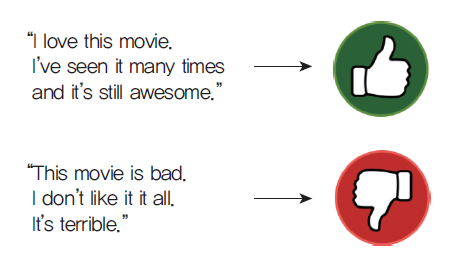 “I love this movie.
I’ve seen it many times
and it’s still awesome.”
“This movie is bad.
I don’t like it it all.
It’s terrible.”